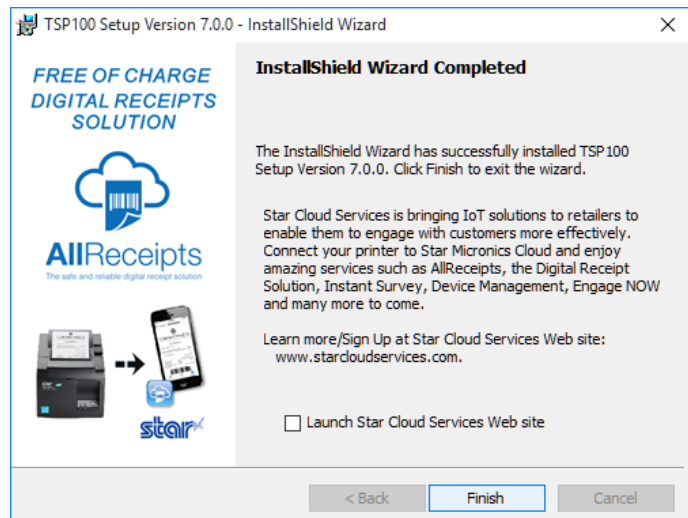 TSP100 Setup Version 7.0.0 - InstallShield Wizard
FREE OF CHARGE
DIGITAL RECEIPTS
SOLUTION
AllReceipts
The safe and reliable digital receipt solution
star
InstallShield Wizard Completed
The InstallShield Wizard has successfully installed TSP100
Setup Version 7.0.0. Click Finish to exit the wizard.
Star Cloud Services is bringing IoT solutions to retailers to
enable them to engage with customers more effectively.
Connect your printer to Star Micronics Cloud and enjoy
amazing services such as AllReceipts, the Digital Receipt
Solution, Instant Survey, Device Management, Engage NOW
and many more to come.
Learn more/Sign Up at Star Cloud Services Web site:
www.starcloudservices.com.
Launch Star Cloud Services Web site
< Back
Finish
Cancel